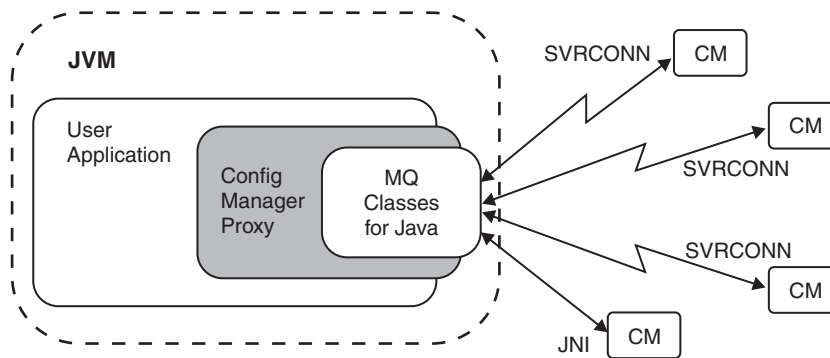 JVM
User
Application
Config
Manager
Proxy
MQ
Classes
for Java
SVRCONN
CM
CM
SVRCONN
SVRCONN
CM
JNI
CM